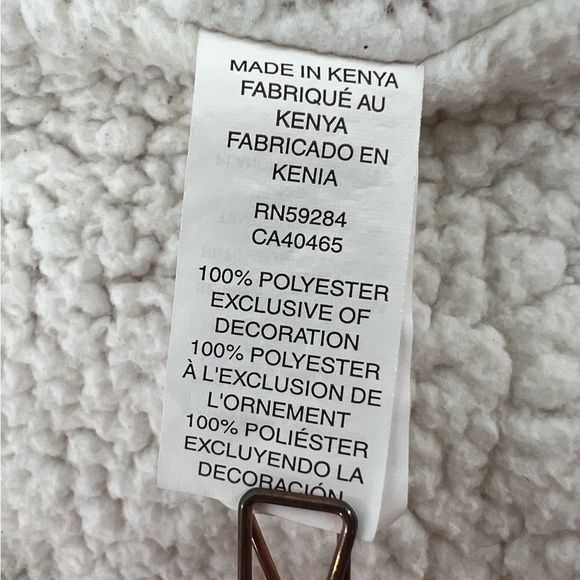 MADE IN KENYA
FABRIQUÉ AU
KENYA
FABRICADO EN
KENIA
RN59284
CA40465
100% POLYESTER
EXCLUSIVE OF
DECORATION
100% POLYESTER
À L'EXCLUSION DE
L'ORNEMENT
100% POLIÉSTER
EXCLUYENDO LA
DECORACIÓN